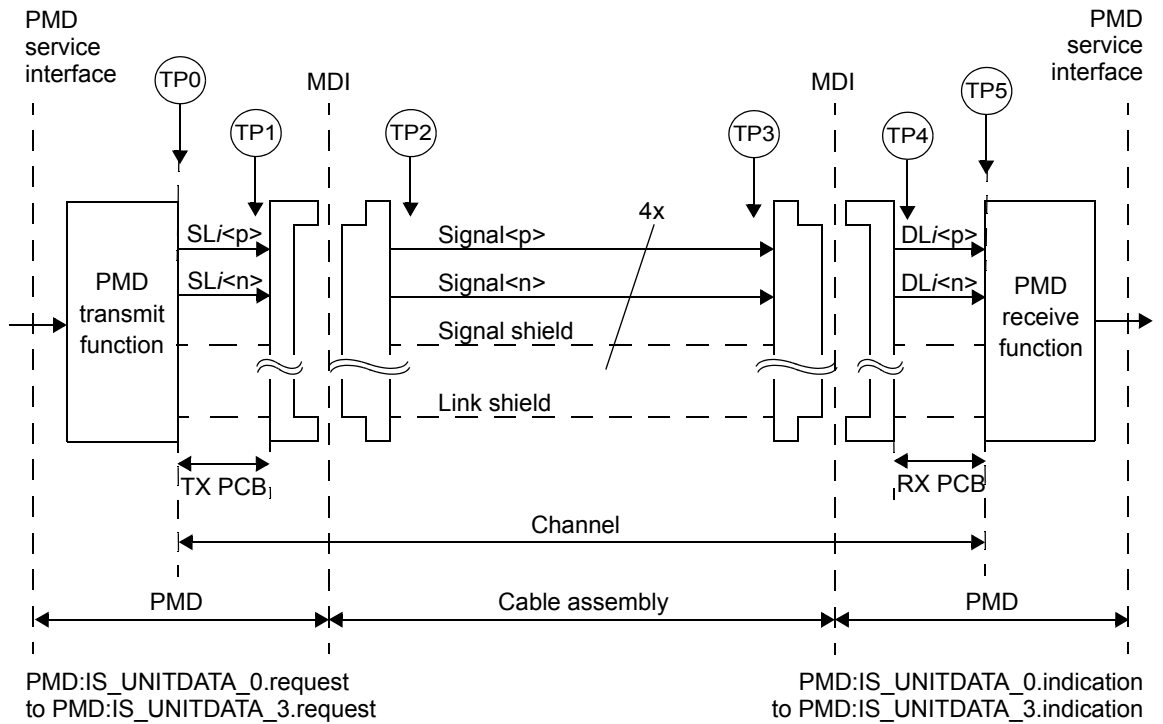 PMD
service
interface
PMD
service
interface
TP0
MDI
MDI
TP5
TP1
TP2
TP3
TP4
4x
SLi<p>
Signal<p>
DLi<p>
SLi<n>
Signal<n>
DLi<n>
PMD
transmit
function
PMD
receive
function
Signal shield
Link shield
TX PCB
RX PCB
Channel
PMD
Cable assembly
PMD
PMD:IS_UNITDATA_0.request
to PMD:IS_UNITDATA_3.request
PMD:IS_UNITDATA_0.indication
to PMD:IS_UNITDATA_3.indication